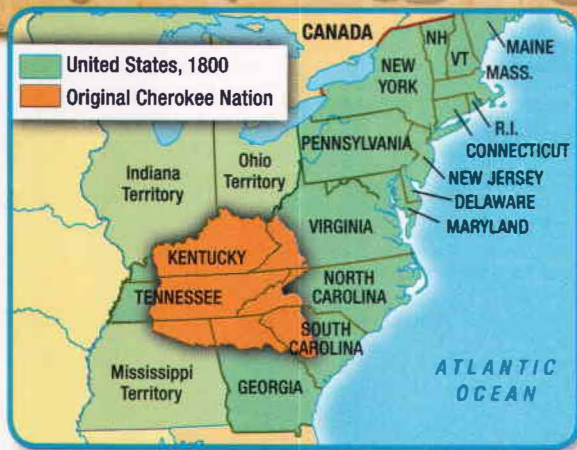 United States, 1800
Original Cherokee Nation
CANADA
NH
VT
MAINE
MASS.
NEW
YORK
R.I.
CONNECTICUT
PENNSYLVANIA
NEW JERSEY
DELAWARE
MARYLAND
Indiana
Territory
Ohio
Territory
VIRGINIA
KENTUCKY
TENNESSEE
NORTH
CAROLINA
SOUTH
CAROLINA
Mississippi
Territory
GEORGIA
ATLANTIC
OCEAN